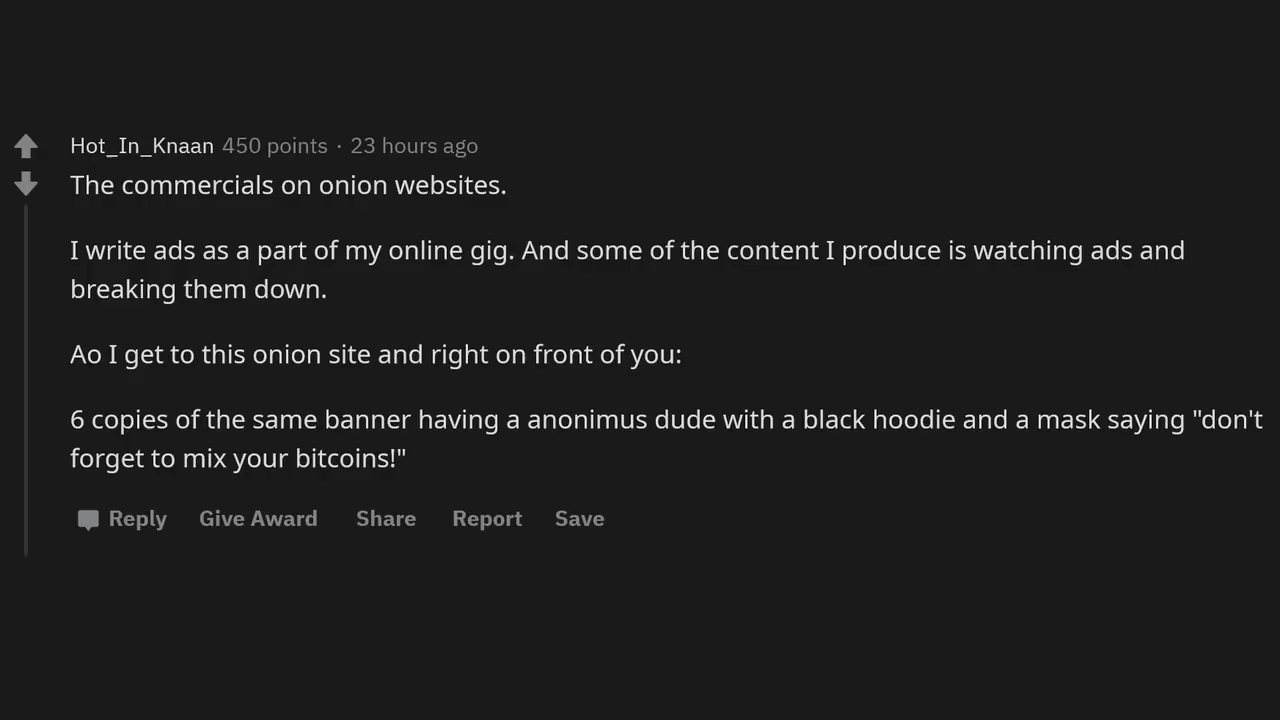 Hot_In_Knaan 450 points · 23 hours ago
The commercials on onion websites.
I write ads as a part of my online gig. And some of the content I produce is watching ads and
breaking them down.
Ao I get to this onion site and right on front of you:
6 copies of the same banner having a anonimus dude with a black hoodie and a mask saying "don't
forget to mix your bitcoins!"
Reply Give Award Share Report Save